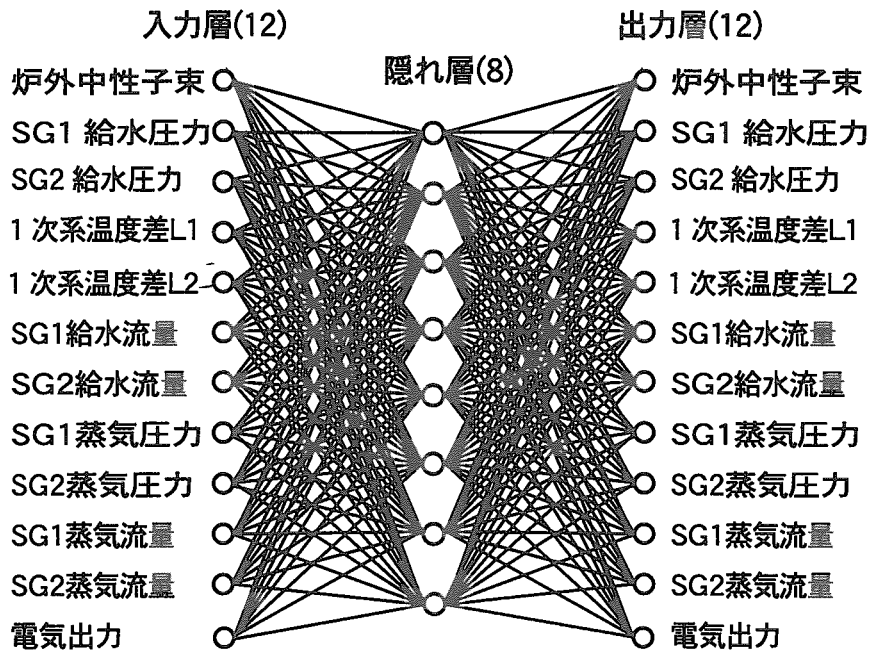 入力層(12)
隠れ層(8)
出力層(12)
炉外中性子束
SG1 給水圧力
SG2 給水圧力
1 次系温度差L1
1 次系温度差L2
SG1給水流量
SG2給水流量
SG1蒸気圧力
SG2蒸気圧力
SG1蒸気流量
SG2蒸気流量
電気出力
炉外中性子束
SG1 給水圧力
SG2 給水圧力
1 次系温度差L1
1 次系温度差L2
SG1給水流量
SG2給水流量
SG1蒸気圧力
SG2蒸気圧力
SG1蒸気流量
SG2蒸気流量
電気出力